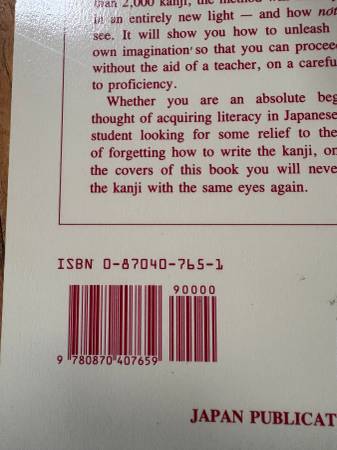 than 2,000 kanji, the method was
in an entirely new light — and how not
see. It will show you how to unleash
own imagination so that you can procee
without the aid of a teacher, on a carefu
to proficiency.
Whether you are an absolute beg
thought of acquiring literacy in Japanese
student looking for some relief to the
of forgetting how to write the kanji, on
the covers of this book you will neve
the kanji with the same eyes again.
ISBN 0-87040-765-1
90000
9 780870 407659
JAPAN PUBLICAT